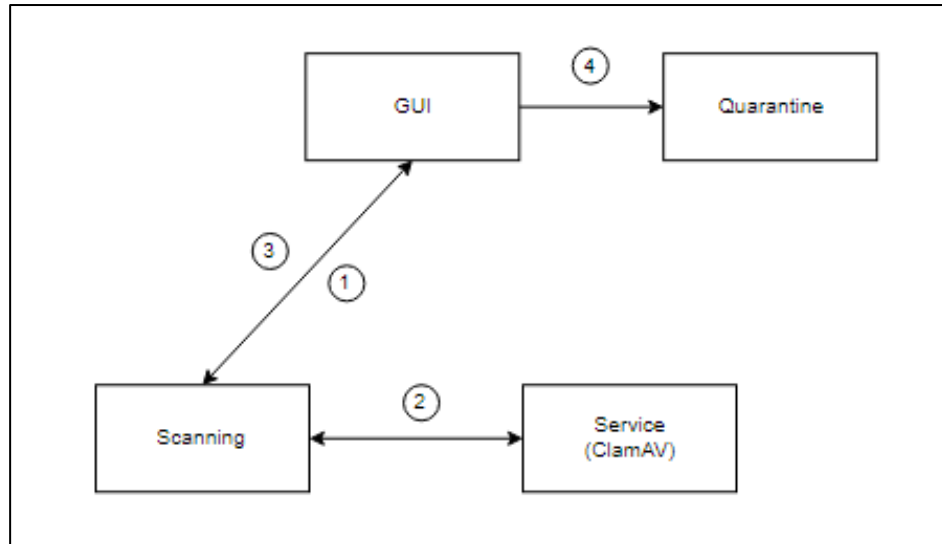 4
GUI
Quarantine
3
1
2
Scanning
Service
(ClamAV)